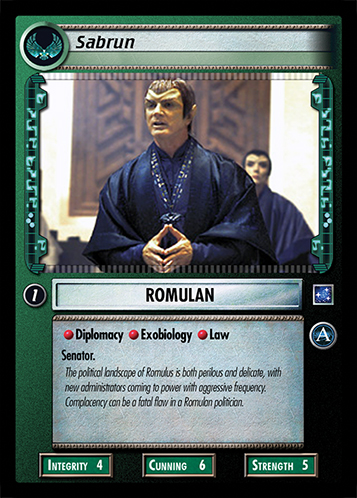 Sabrun
1 ROMULAN
Diplomacy Exobiology Law
A
Senator.
The political landscape of Romulus is both perilous and delicate, with
new administrators coming to power with aggressive frequency.
Complacency can be a fatal flaw in a Romulan politician.
INTEGRITY 4 CUNNING 6 STRENGTH 5